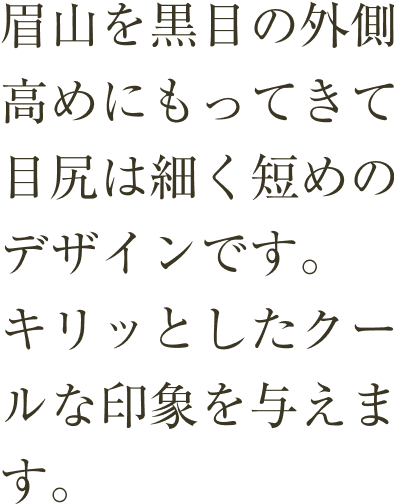 眉山を黒目の外側
高めにもってきて
目尻は細く短めの
デザインです。
キリッとしたクー
ルな印象を与えま
す。